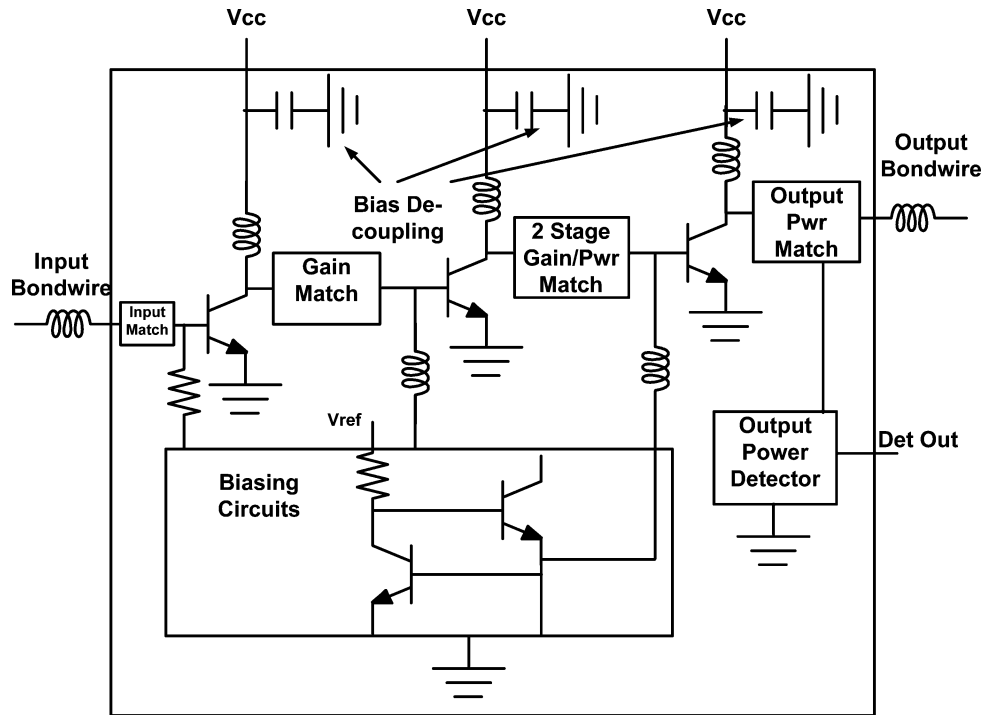 Vcc
Vcc
Vcc
Output
Bondwire
Bias De-
coupling
Output
Pwr
Match
2 Stage
Gain/Pwr
Match
Gain
Match
Input
Bondwire
Input
Match
Vref
Biasing
Circuits
Output
Power
Detector
Det Out